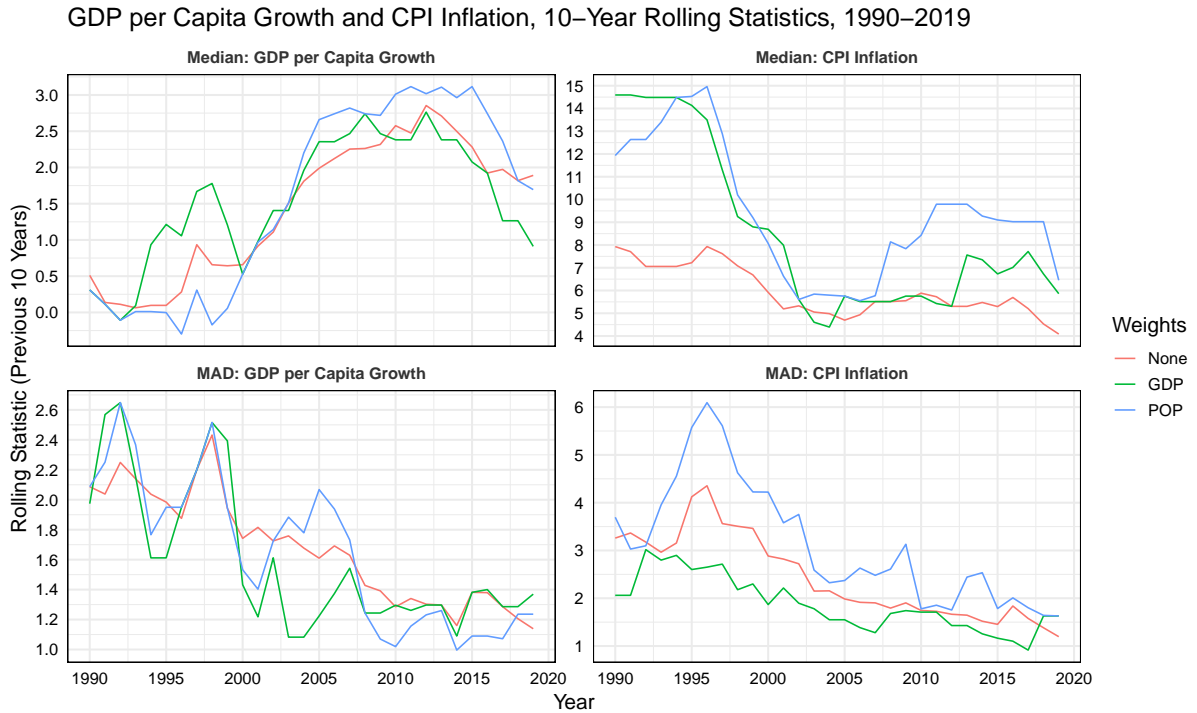 GDP per Capita Growth and CPI Inflation, 10−Year Rolling Statistics, 1990−2019
Median: GDP per Capita Growth
Median: CPI Inflation
3.0
2.5
2.0
1.5
1.0
0.5
0.0
15
14
13
12
11
10
9
8
7
6
5
4
MAD: GDP per Capita Growth
MAD: CPI Inflation
2.6
2.4
2.2
2.0
1.8
1.6
1.4
1.2
1.0
6
5
4
3
2
1
1990 1995 2000 2005 2010 2015 2020
1990 1995 2000 2005 2010 2015 2020
Year
Rolling Statistic (Previous 10 Years)
Weights
None
GDP
POP